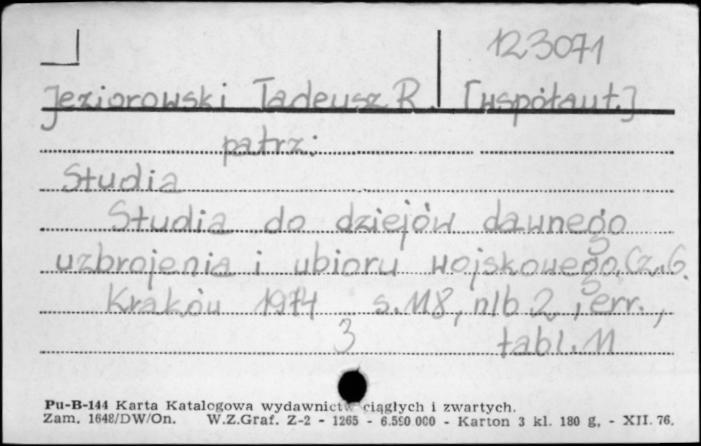 123071
Jeziorowski Tadeusz R. [współaut.]
patrz:
Studia
Studia do dziejów dawnego
uzbrojenia i ubioru wojskowego. Cz. 6.
Kraków 1974 s. 118, nlb 2, err.,
3 tabl. 11
Pu-B-144 Karta Katalogowa wydawnictw ciągłych i zwartych.
Zam. 1648/DW/On. W.Z.Graf. Z-2 - 1265 - 6.550 000 - Karton 3 kl. 180 g, - XII. 76.